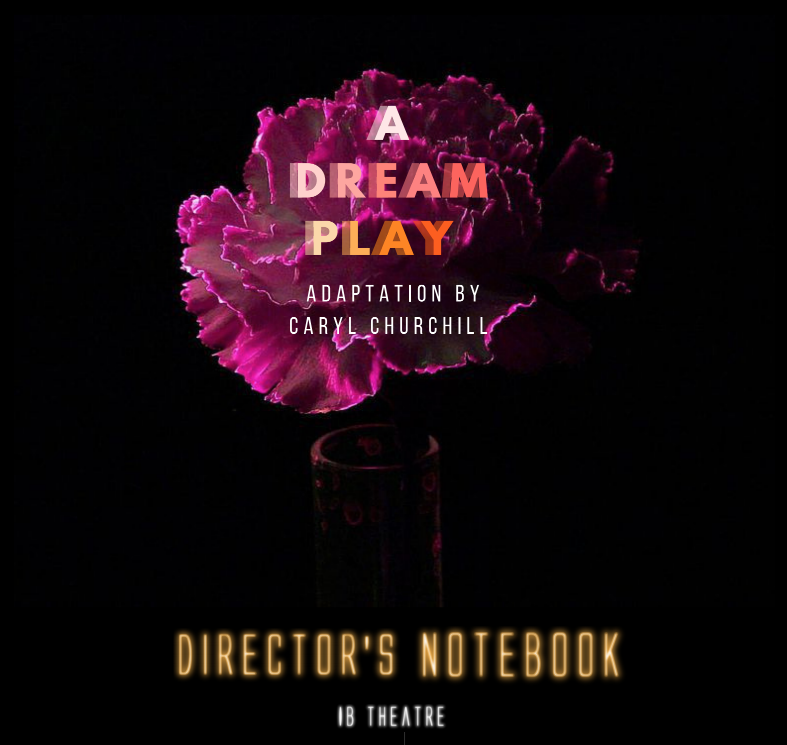 A
DREAM
PLAY
ADAPTATION BY
CARYL CHURCHILL
DIRECTOR'S NOTEBOOK
IB THEATRE